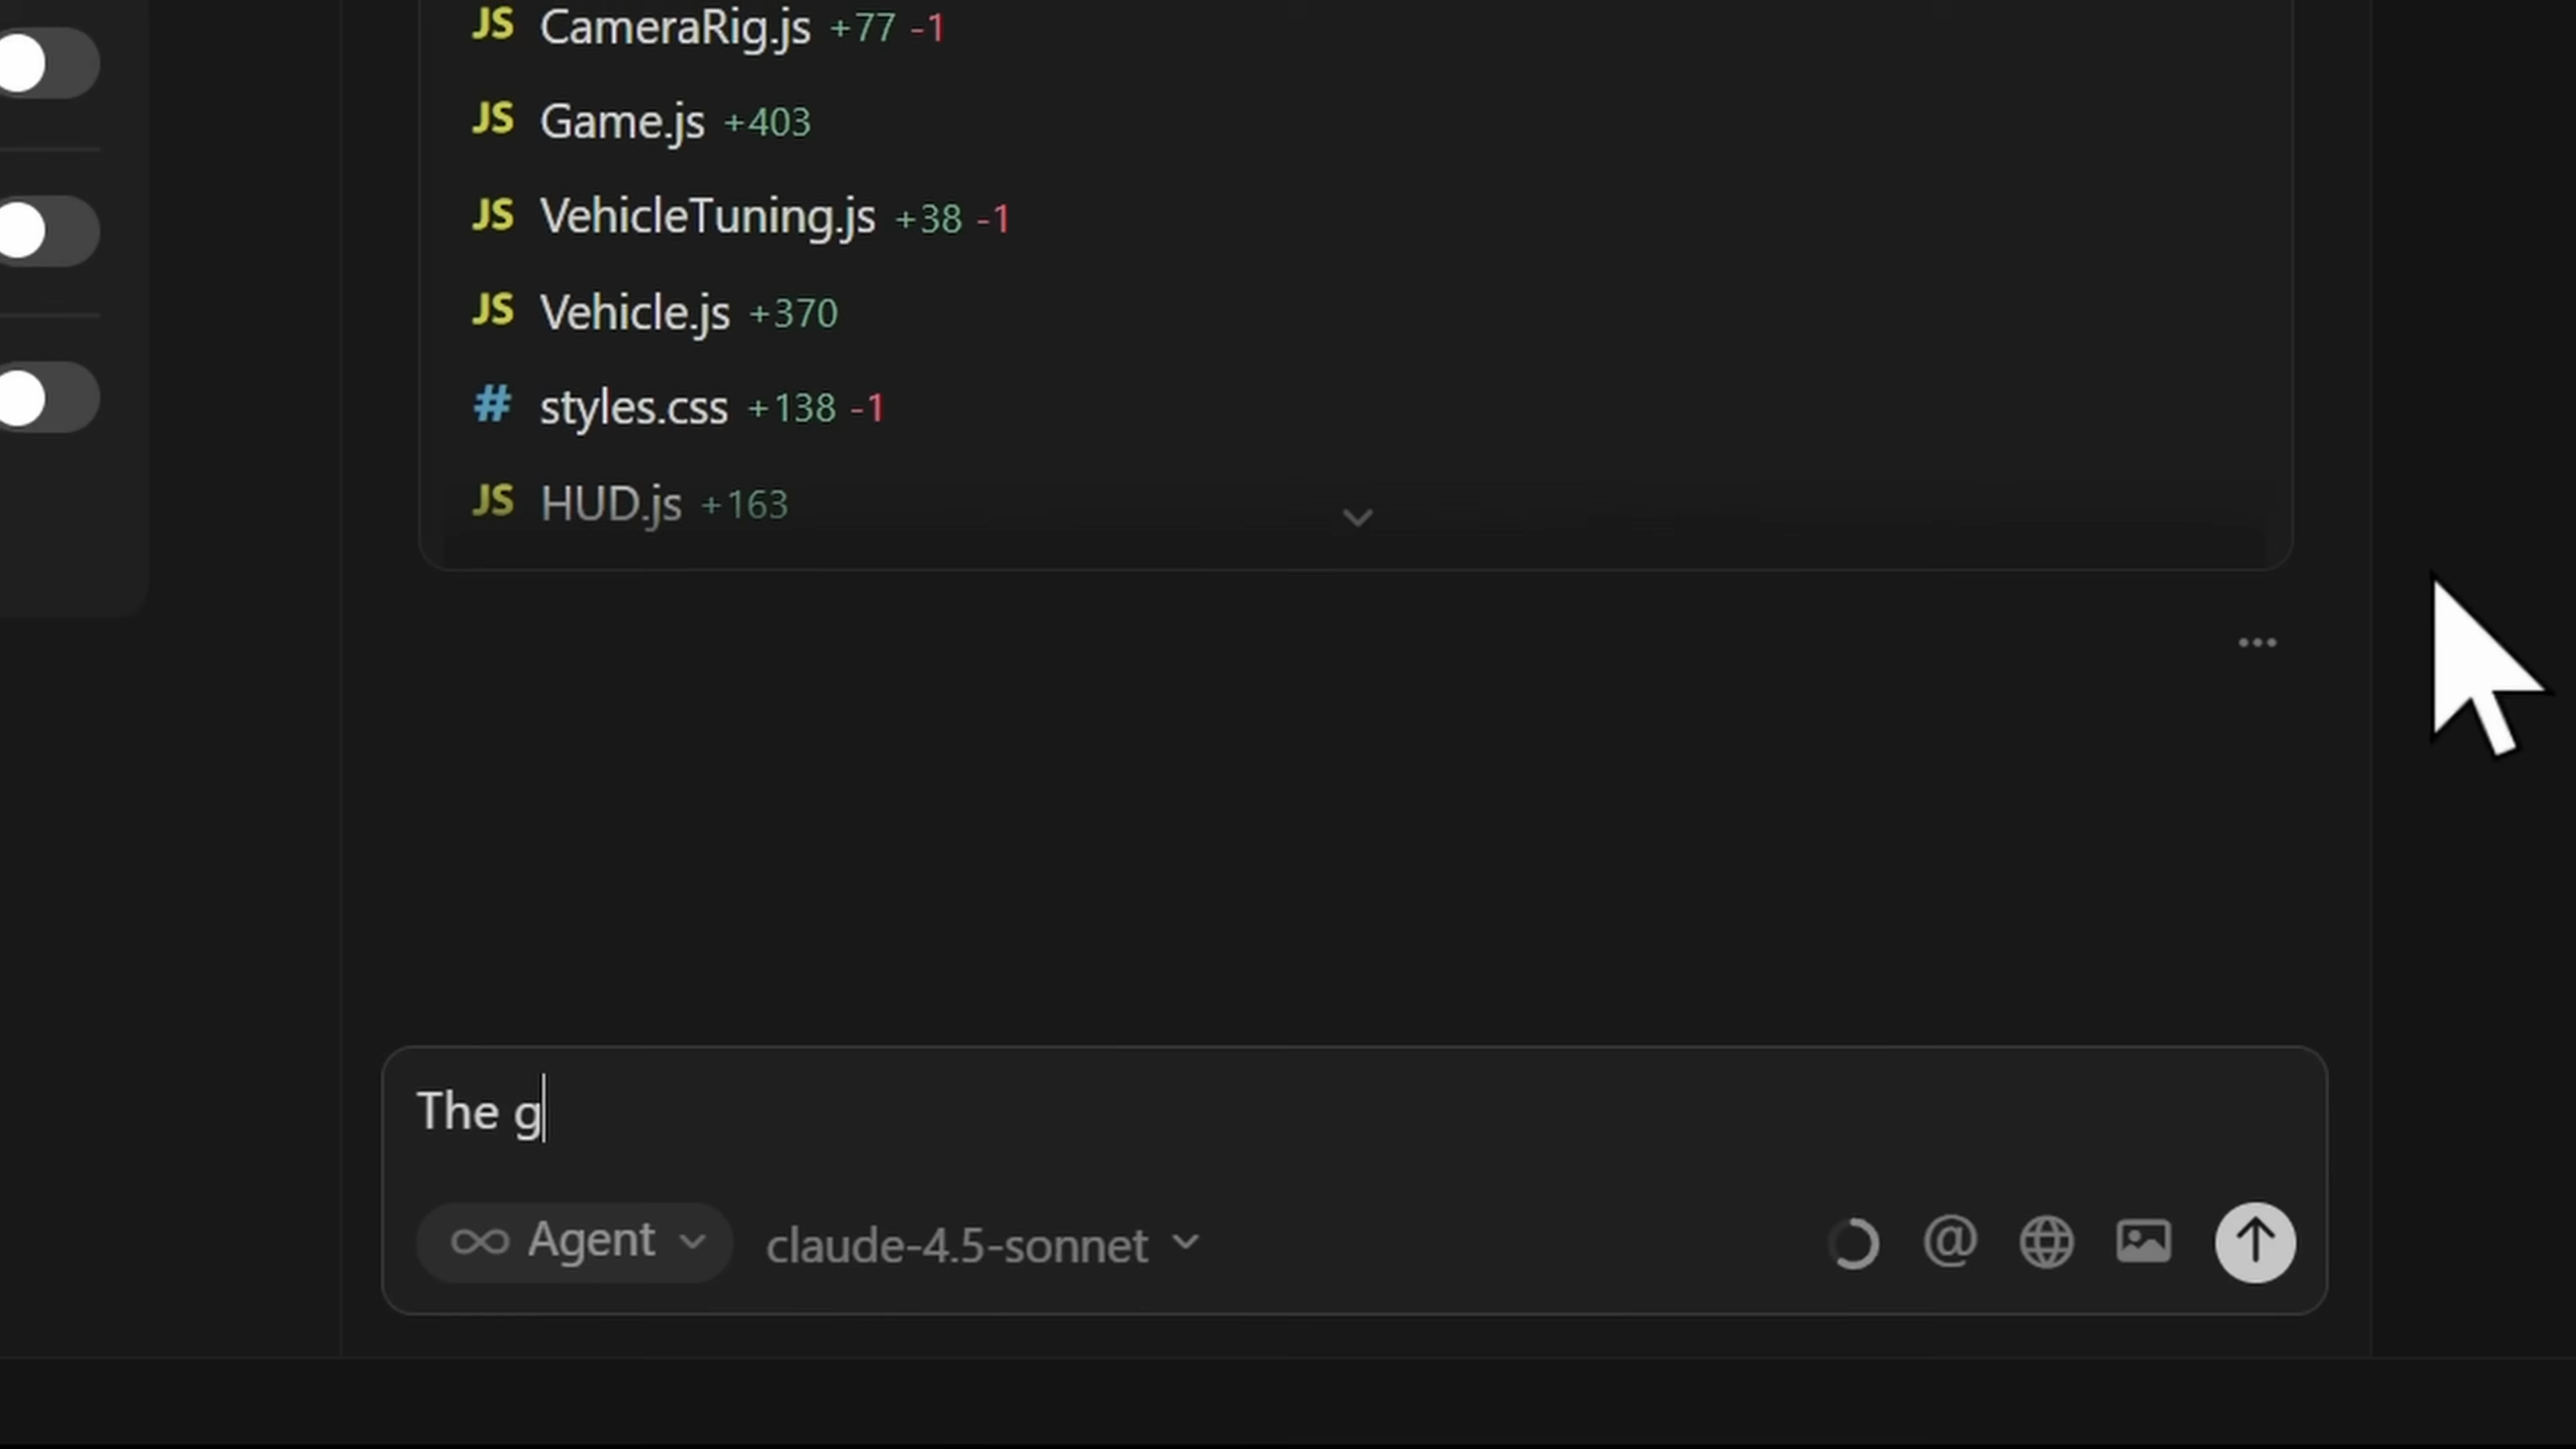 JS CameraRig.js +77 -1
JS Game.js +403
JS VehicleTuning.js +38 -1
JS Vehicle.js +370
# styles.css +138 -1
JS HUD.js +163
The g
Agent claude-4.5-sonnet @